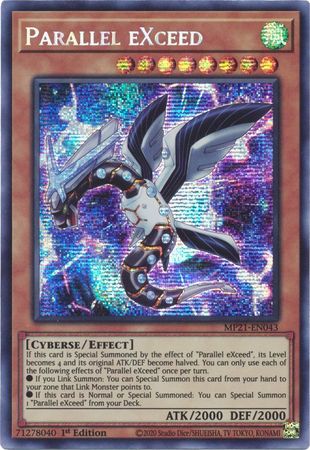 Parallel eXceed
MP21-EN043
[CYBERSE/EFFECT]
If this card is Special Summoned by the effect of "Parallel eXceed", its Level
becomes 4 and its original ATK/DEF become halved. You can only use each of
the following effects of "Parallel eXceed" once per turn.
● If you Link Summon: You can Special Summon this card from your hand to
your zone that Link Monster points to.
● If this card is Normal or Special Summoned: You can Special Summon
1 "Parallel eXceed" from your Deck.
ATK/2000 DEF/2000
71278040 1st Edition ©2020 Studio Dice/SHUEISHA, TV TOKYO, KONAMI